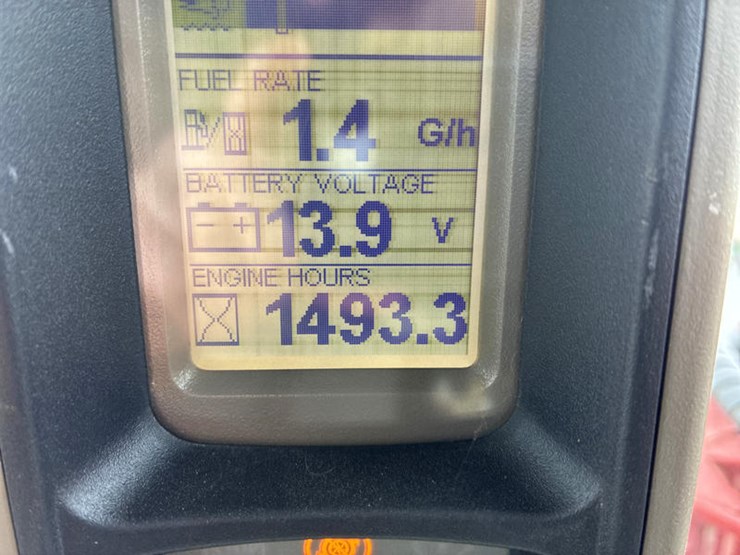 FUEL RATE
1.4 G/h
BATTERY VOLTAGE
- + 13.9 V
ENGINE HOURS
1493.3